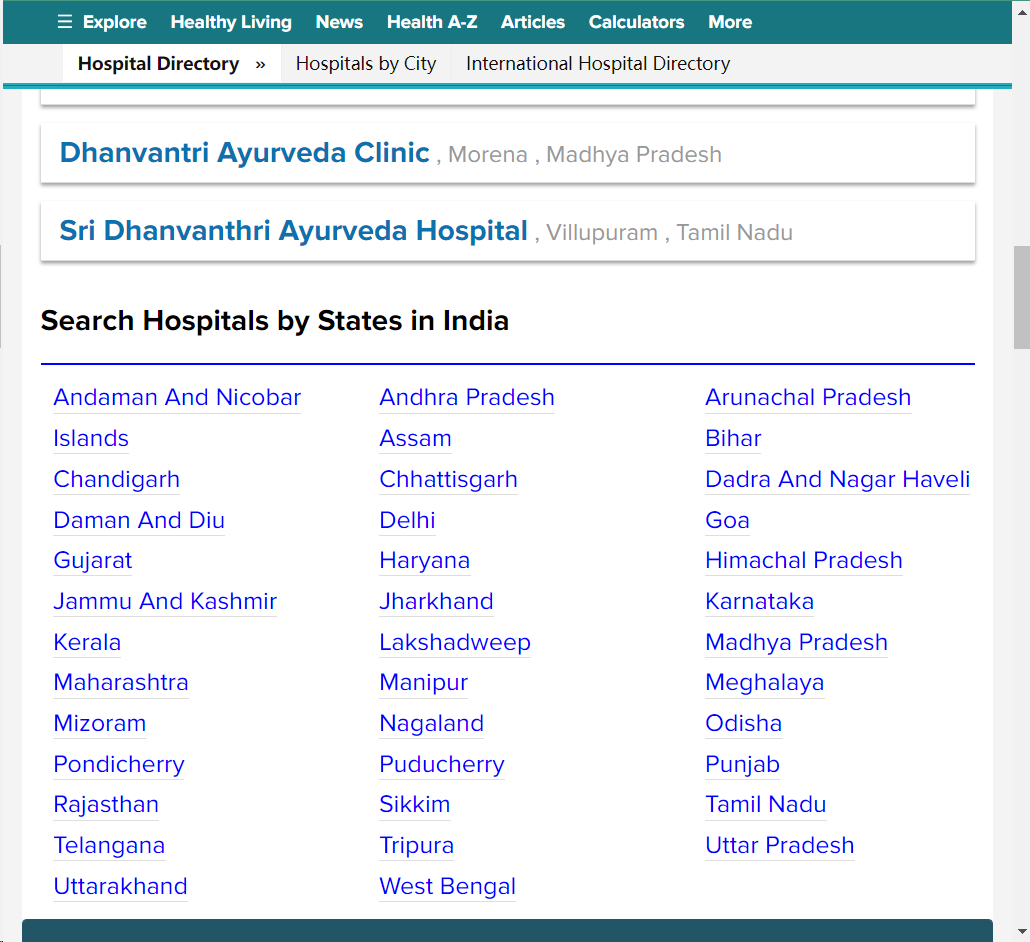 ☰ Explore Healthy Living News Health A-Z Articles Calculators More
Hospital Directory » Hospitals by City International Hospital Directory
Dhanvantri Ayurveda Clinic , Morena , Madhya Pradesh
Sri Dhanvanthri Ayurveda Hospital , Villupuram , Tamil Nadu
Search Hospitals by States in India
Andaman And Nicobar Andhra Pradesh Arunachal Pradesh
Islands Assam Bihar
Chandigarh Chhattisgarh Dadra And Nagar Haveli
Daman And Diu Delhi Goa
Gujarat Haryana Himachal Pradesh
Jammu And Kashmir Jharkhand Karnataka
Kerala Lakshadweep Madhya Pradesh
Maharashtra Manipur Meghalaya
Mizoram Nagaland Odisha
Pondicherry Puducherry Punjab
Rajasthan Sikkim Tamil Nadu
Telangana Tripura Uttar Pradesh
Uttarakhand West Bengal